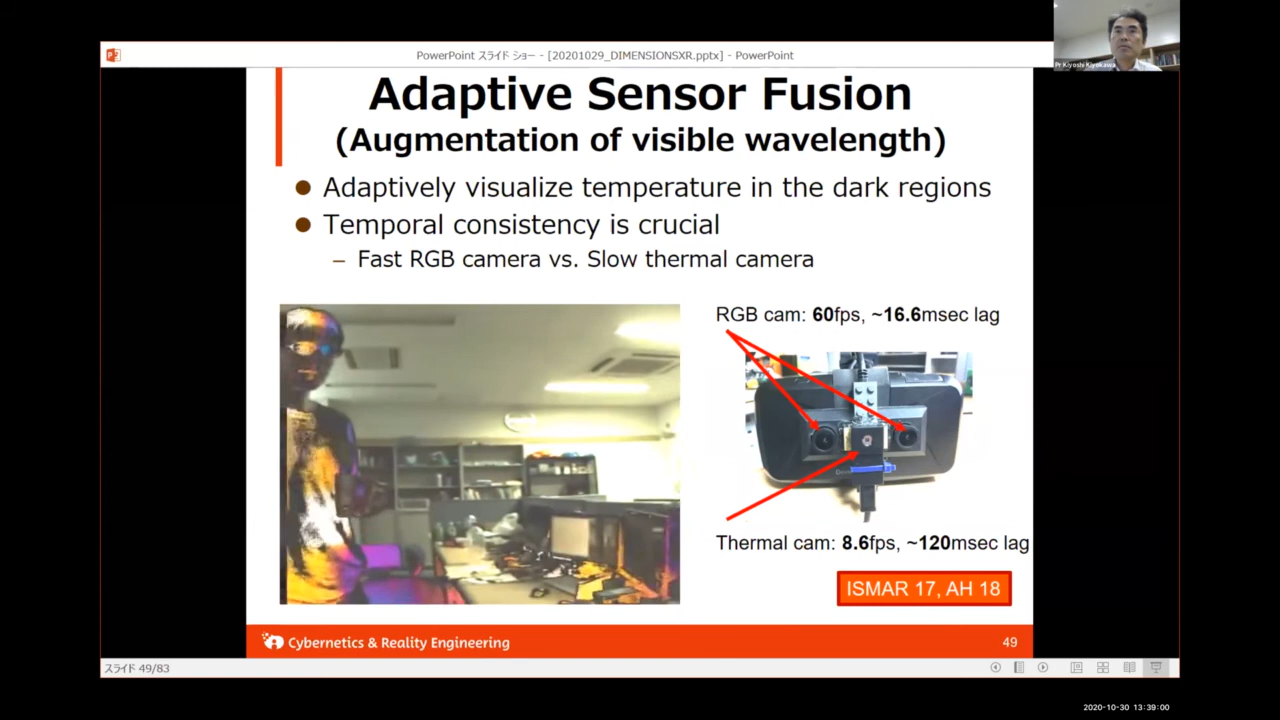 PowerPoint スライド ショー - [20201029_DIMENSIONSXR.pptx] - PowerPoint
Pr Kiyoshi Kiyokawa
Adaptive Sensor Fusion
(Augmentation of visible wavelength)
Adaptively visualize temperature in the dark regions
Temporal consistency is crucial
– Fast RGB camera vs. Slow thermal camera
RGB cam: 60fps, ~16.6msec lag
Thermal cam: 8.6fps, ~120msec lag
ISMAR 17, AH 18
Cybernetics & Reality Engineering
49
スライド 49/83
2020-10-30 13:39:00